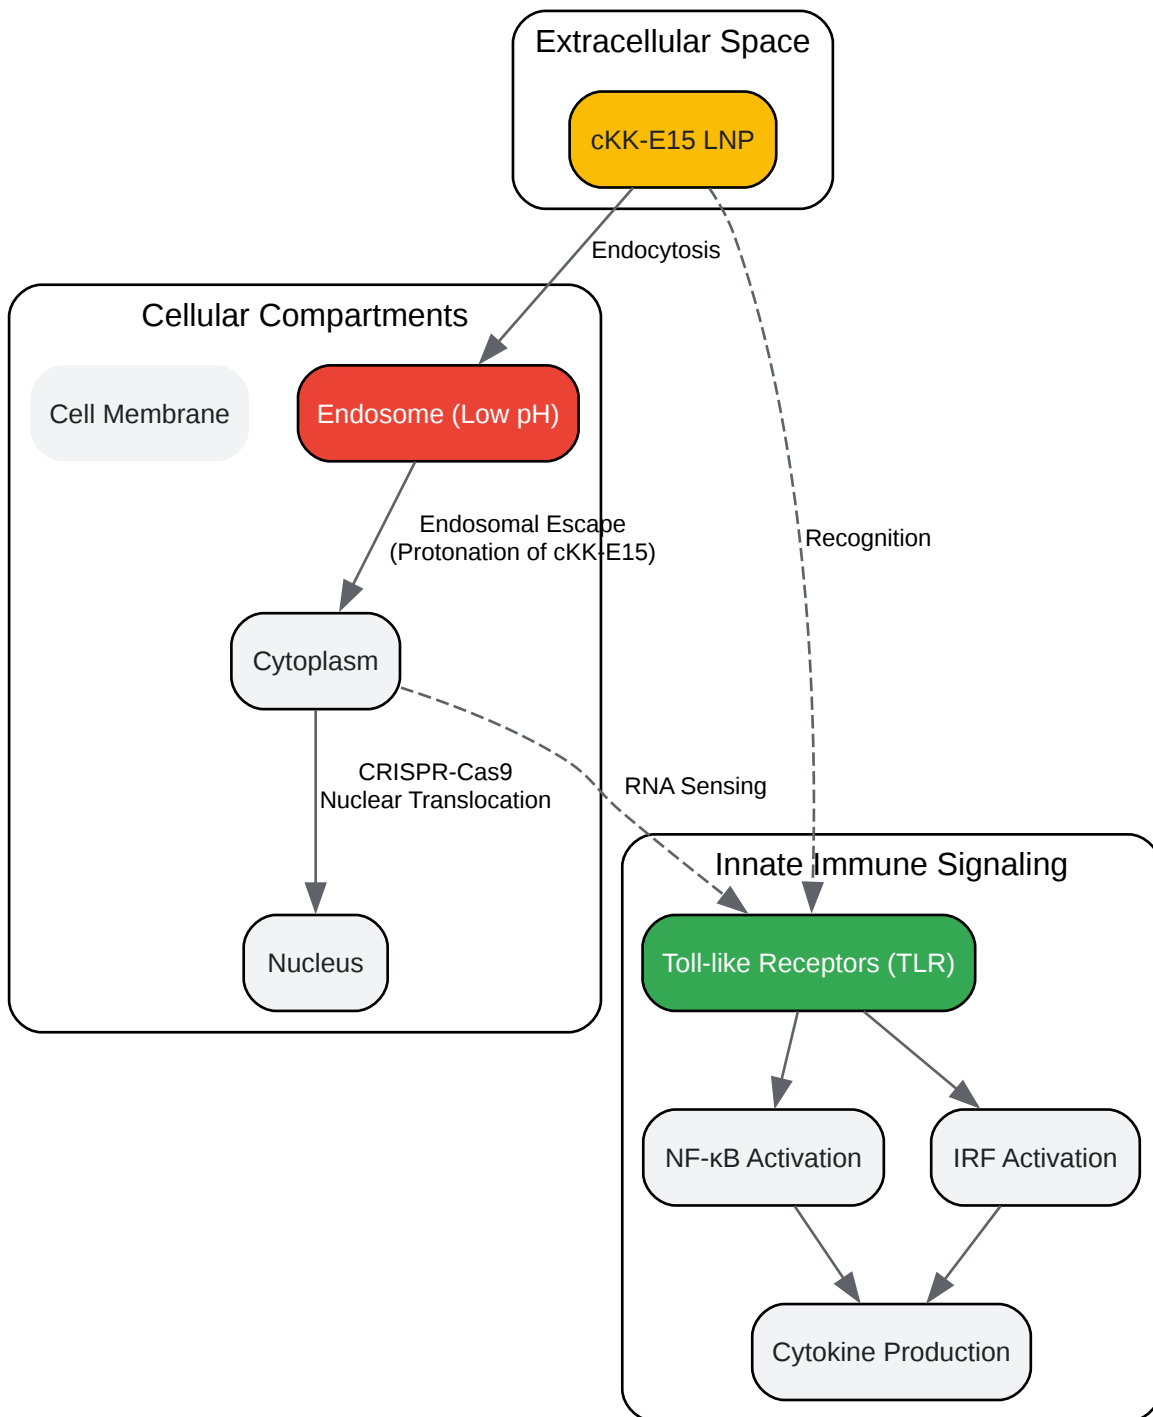 Extracellular Space
cKK-E15 LNP
Endocytosis
Cellular Compartments
Cell Membrane
Endosome (Low pH)
Endosomal Escape
(Protonation of cKK-E15)
Recognition
Cytoplasm
CRISPR-Cas9
Nuclear Translocation
RNA Sensing
Innate Immune Signaling
Nucleus
Toll-like Receptors (TLR)
NF-κB Activation
IRF Activation
Cytokine Production